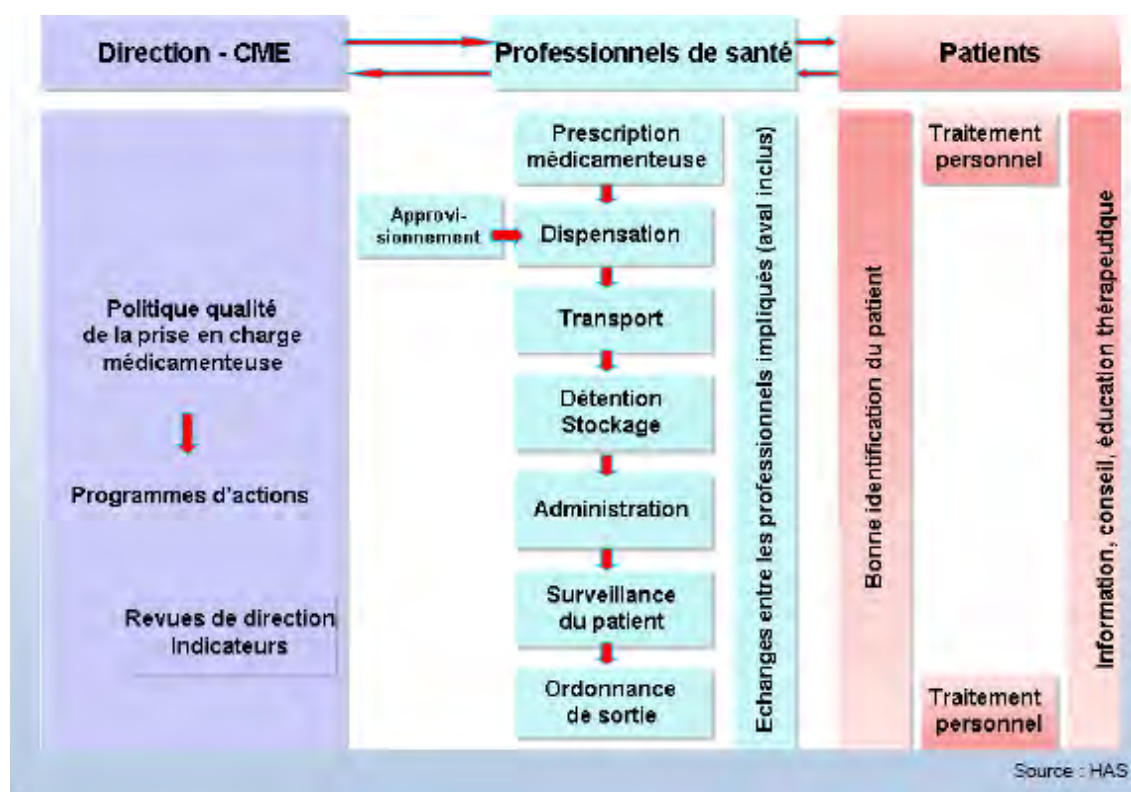 Direction - CME
Professionnels de santé
Patients
Politique qualité
de la prise en charge
médicamenteuse
Programmes d'actions
Revues de direction
Indicateurs
Approvi-
sionnement
Prescription
médicamenteuse
Dispensation
Transport
Détention
Stockage
Administration
Surveillance
du patient
Ordonnance
de sortie
Echanges entre les professionnels impliqués (aval inclus)
Bonne identification du patient
Traitement
personnel
Traitement
personnel
Information, conseil, éducation thérapeutique
Source : HAS